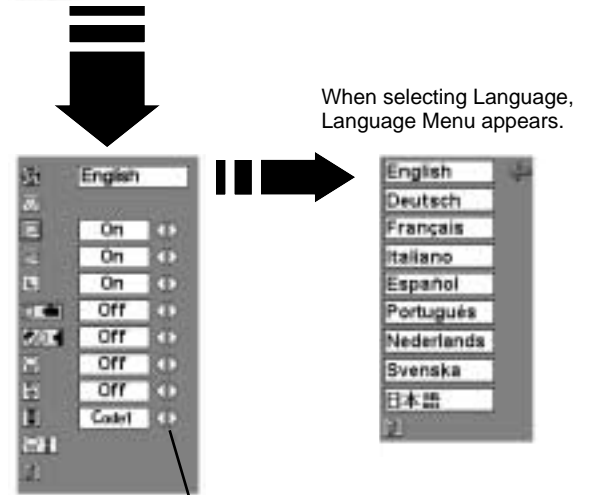 When selecting Language,
Language Menu appears.
English
On
On
On
Off
Off
Off
Off
Code1
English
Deutsch
Français
Italiano
Español
Português
Nederlands
Svenska
日本語